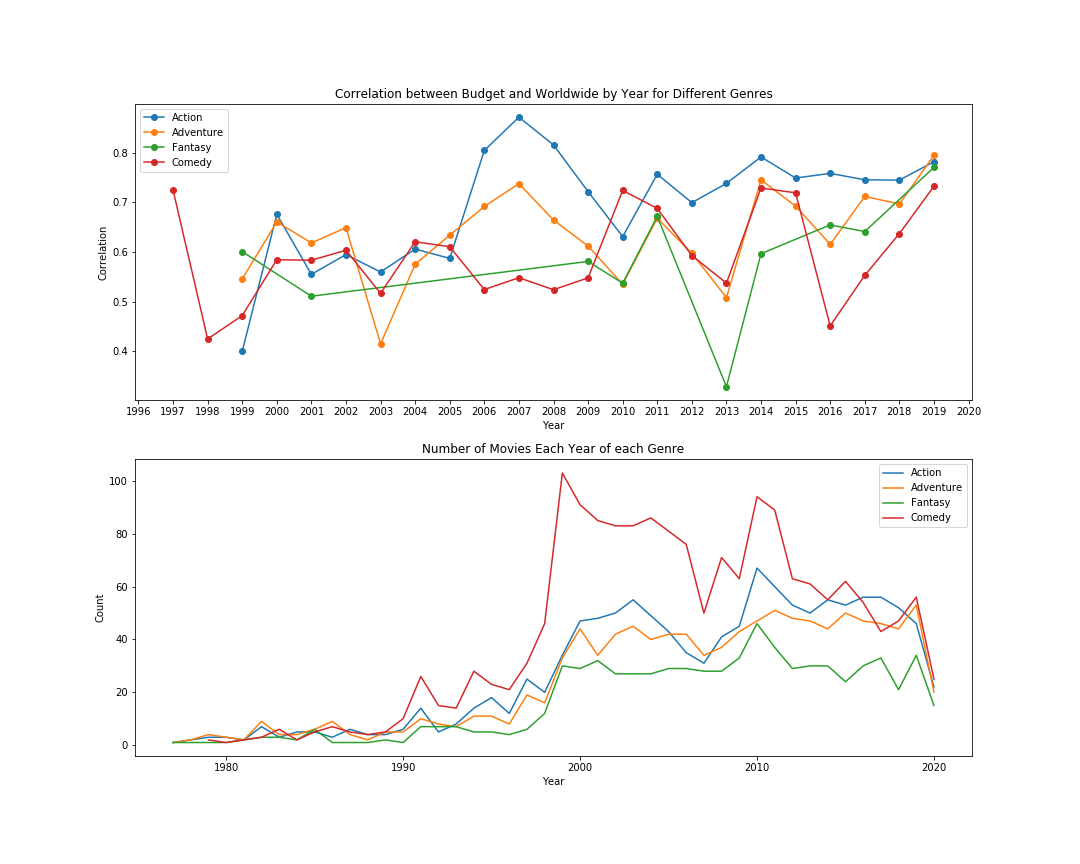 Correlation between Budget and Worldwide by Year for Different Genres
Action
Adventure
Fantasy
Comedy
0.8
0.7
0.6
0.5
0.4
Correlation
1996 1997 1998 1999 2000 2001 2002 2003 2004 2005 2006 2007 2008 2009 2010 2011 2012 2013 2014 2015 2016 2017 2018 2019 2020
Year
Number of Movies Each Year of each Genre
Action
Adventure
Fantasy
Comedy
100
80
60
40
20
0
Count
1980 1990 2000 2010 2020
Year